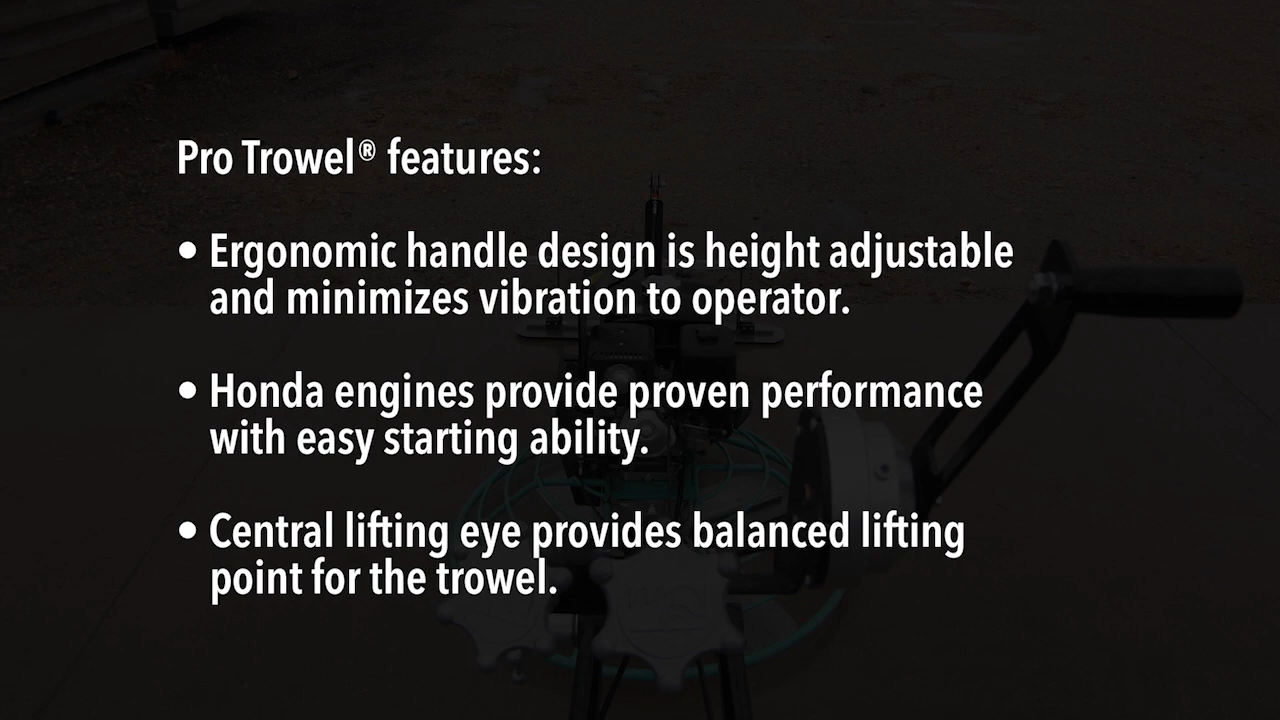 Pro Trowel® features:
• Ergonomic handle design is height adjustable
and minimizes vibration to operator.
• Honda engines provide proven performance
with easy starting ability.
• Central lifting eye provides balanced lifting
point for the trowel.